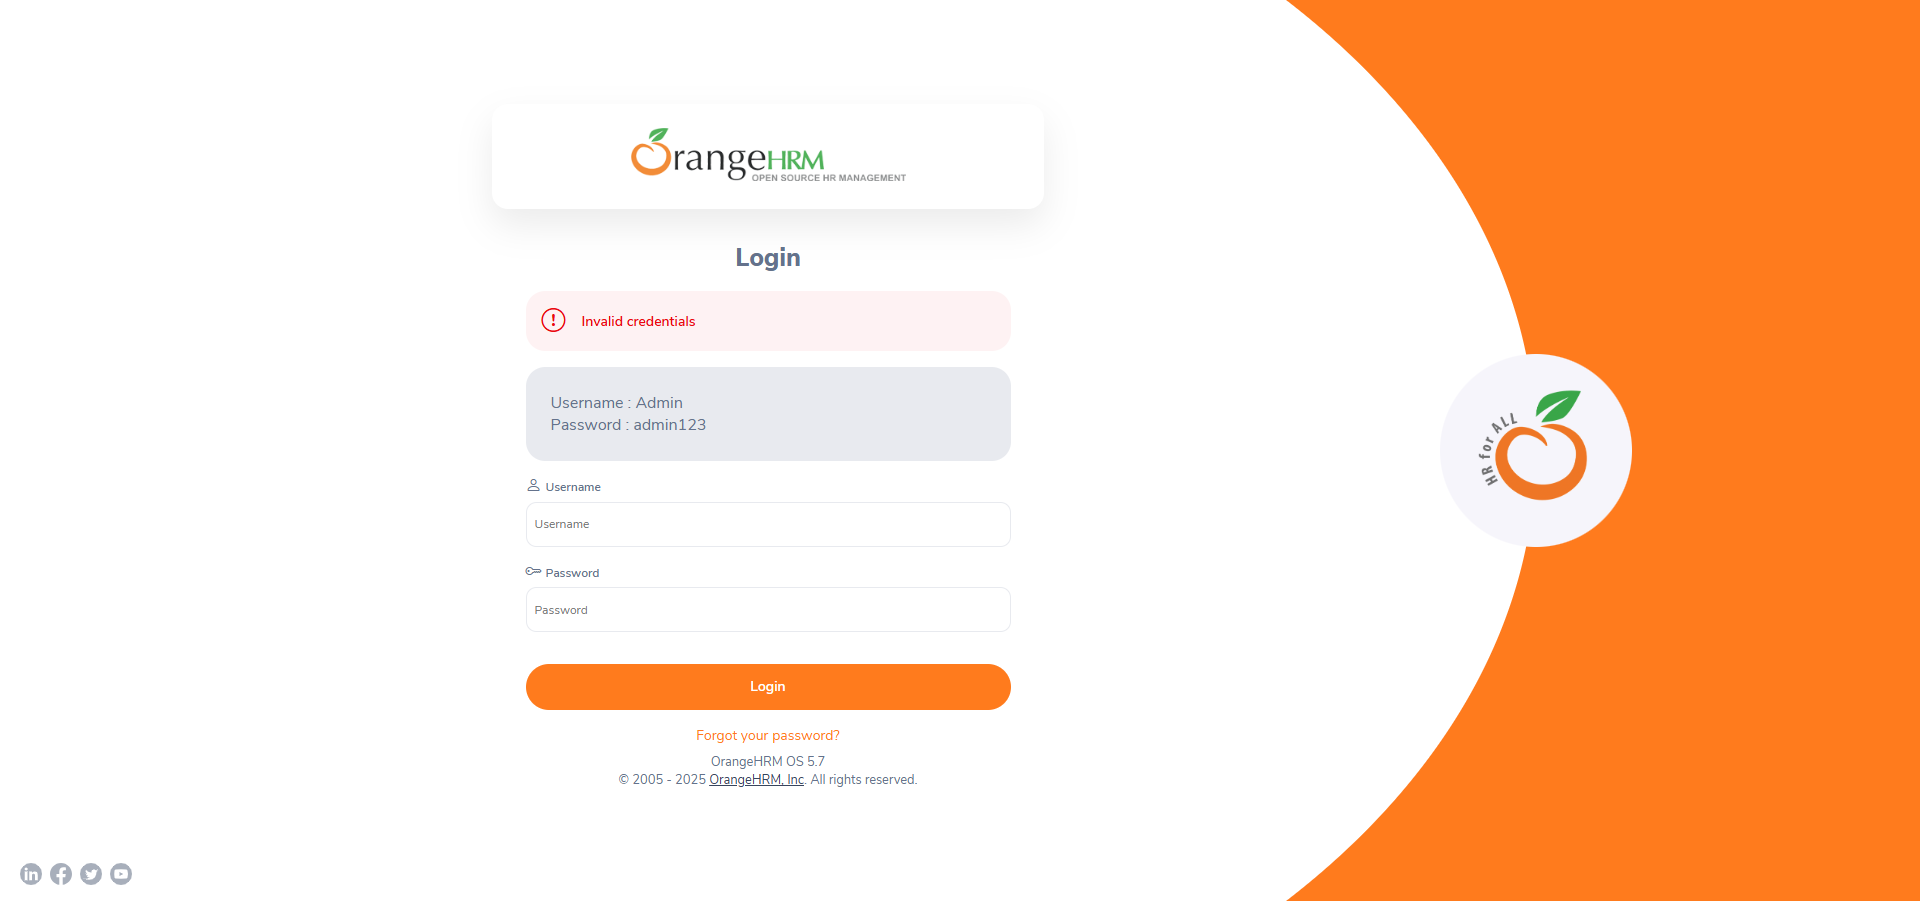 OrangeHRM
OPEN SOURCE HR MANAGEMENT
Login
Invalid credentials
Username : Admin
Password : admin123
Username
Username
Password
Password
Login
Forgot your password?
OrangeHRM OS 5.7
© 2005 - 2025 OrangeHRM, Inc. All rights reserved.
HR for ALL